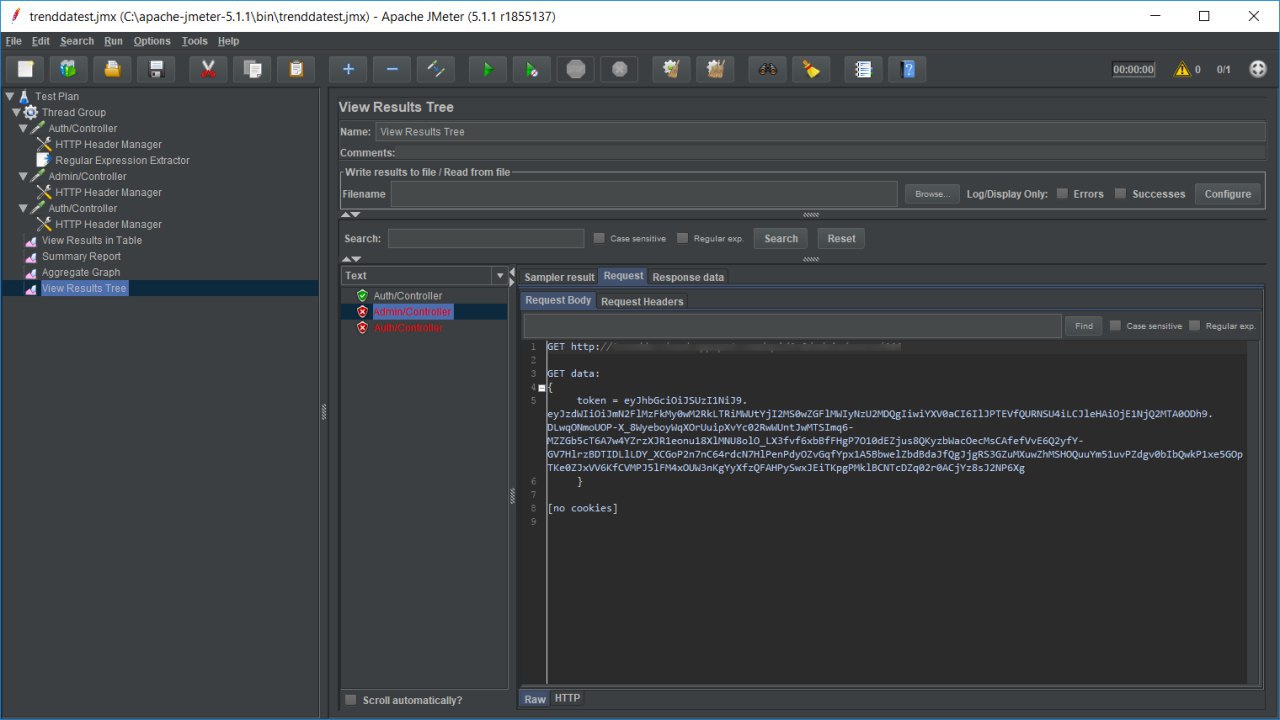 trenddatest.jmx (C:\apache-jmeter-5.1.1\bin\trenddatest.jmx) - Apache JMeter (5.1.1 r1855137)
File Edit Search Run Options Tools Help
00:00:00 0 0/1
Test Plan
Thread Group
Auth/Controller
HTTP Header Manager
Regular Expression Extractor
Admin/Controller
HTTP Header Manager
Auth/Controller
HTTP Header Manager
View Results in Table
Summary Report
Aggregate Graph
View Results Tree
View Results Tree
Name: View Results Tree
Comments:
Write results to file / Read from file
Filename Browse... Log/Display Only: Errors Successes Configure
Search: Case sensitive Regular exp. Search Reset
Text
Auth/Controller
Admin/Controller
Auth/Controller
Scroll automatically?
Sampler result Request Response data
Request Body Request Headers
Find Case sensitive Regular exp.
1 GET http://
2
3 GET data:
4 {
5 token = eyJhbGciOiJSUzI1NiJ9.
eyJzdWIiOiJmN2FlMzFkMy0wM2RkLTRiMWUtYjI2MS0wZGFlMWIyNzU2MDQgIiwiYXV0aCI6IlJPTEVfQURNSU4iLCJleHAiOjE1NjQ2MTA0ODh9.
DLwqONmoUOP-X_8WyeboyWqXOrUuipXvYc02RwWUntJwMTSImq6-
MZZGb5cT6A7w4YZrzXJR1eonu18XlMNU8olO_LX3fvf6xbBfFHgP7O10dEZjus8QKyzbWacOecMsCAfefVvE6Q2yfY-
GV7HlrzBDTIDLlLDY_XCGoP2n7nC64rdcN7HlPenPdyOZvGqfYpx1A5BbwelZbdBdaJfQgJjgRS3GZuMXuwZhMSHOQuuYm51uvPZdgv0bIbQwkP1xe5GOp
TKe0ZJxVV6KfCVMPJ5lFM4xOUW3nKgYyXfzQFAHPySwxJEiTKpgPMklBCNTcDZq02r0ACjYz8sJ2NP6Xg
6 }
7
8 [no cookies]
9
Raw HTTP